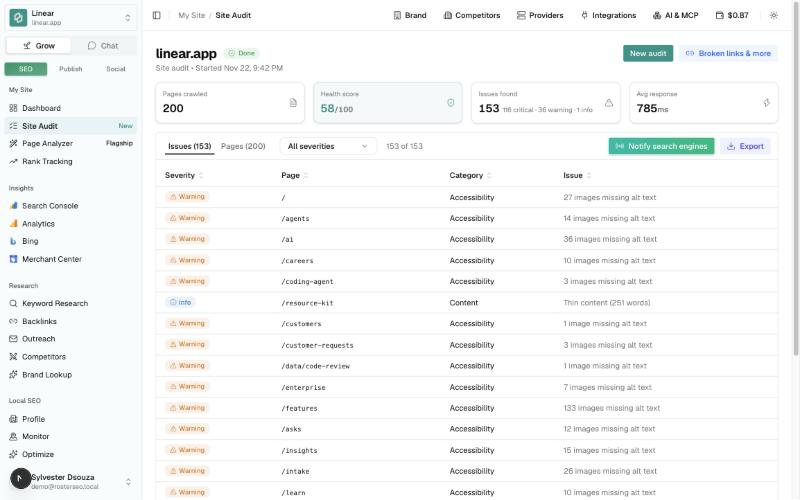 Linear
linear.app
Grow
Chat
SEO
Publish
Social
My Site
Dashboard
Site Audit New
Page Analyzer Flagship
Rank Tracking
Insights
Search Console
Analytics
Bing
Merchant Center
Research
Keyword Research
Backlinks
Outreach
Competitors
Brand Lookup
Local SEO
Profile
Monitor
Optimize
Sylvester Dsouza
demo@rosterseo.local
My Site / Site Audit
Brand
Competitors
Providers
Integrations
AI & MCP
$0.87
linear.app Done
Site audit • Started Nov 22, 9:42 PM
New audit
Broken links & more
Pages crawled
200
Health score
58/100
Issues found
153 116 critical · 36 warning · 1 info
Avg response
785ms
Issues (153)
Pages (200)
All severities
153 of 153
Notify search engines
Export
Severity Page Category Issue
Warning / Accessibility 27 images missing alt text
Warning /agents Accessibility 14 images missing alt text
Warning /ai Accessibility 36 images missing alt text
Warning /careers Accessibility 10 images missing alt text
Warning /coding-agent Accessibility 3 images missing alt text
Info /resource-kit Content Thin content (251 words)
Warning /customers Accessibility 1 image missing alt text
Warning /customer-requests Accessibility 3 images missing alt text
Warning /data/code-review Accessibility 1 image missing alt text
Warning /enterprise Accessibility 7 images missing alt text
Warning /features Accessibility 133 images missing alt text
Warning /asks Accessibility 12 images missing alt text
Warning /insights Accessibility 15 images missing alt text
Warning /intake Accessibility 26 images missing alt text
Warning /learn Accessibility 10 images missing alt text